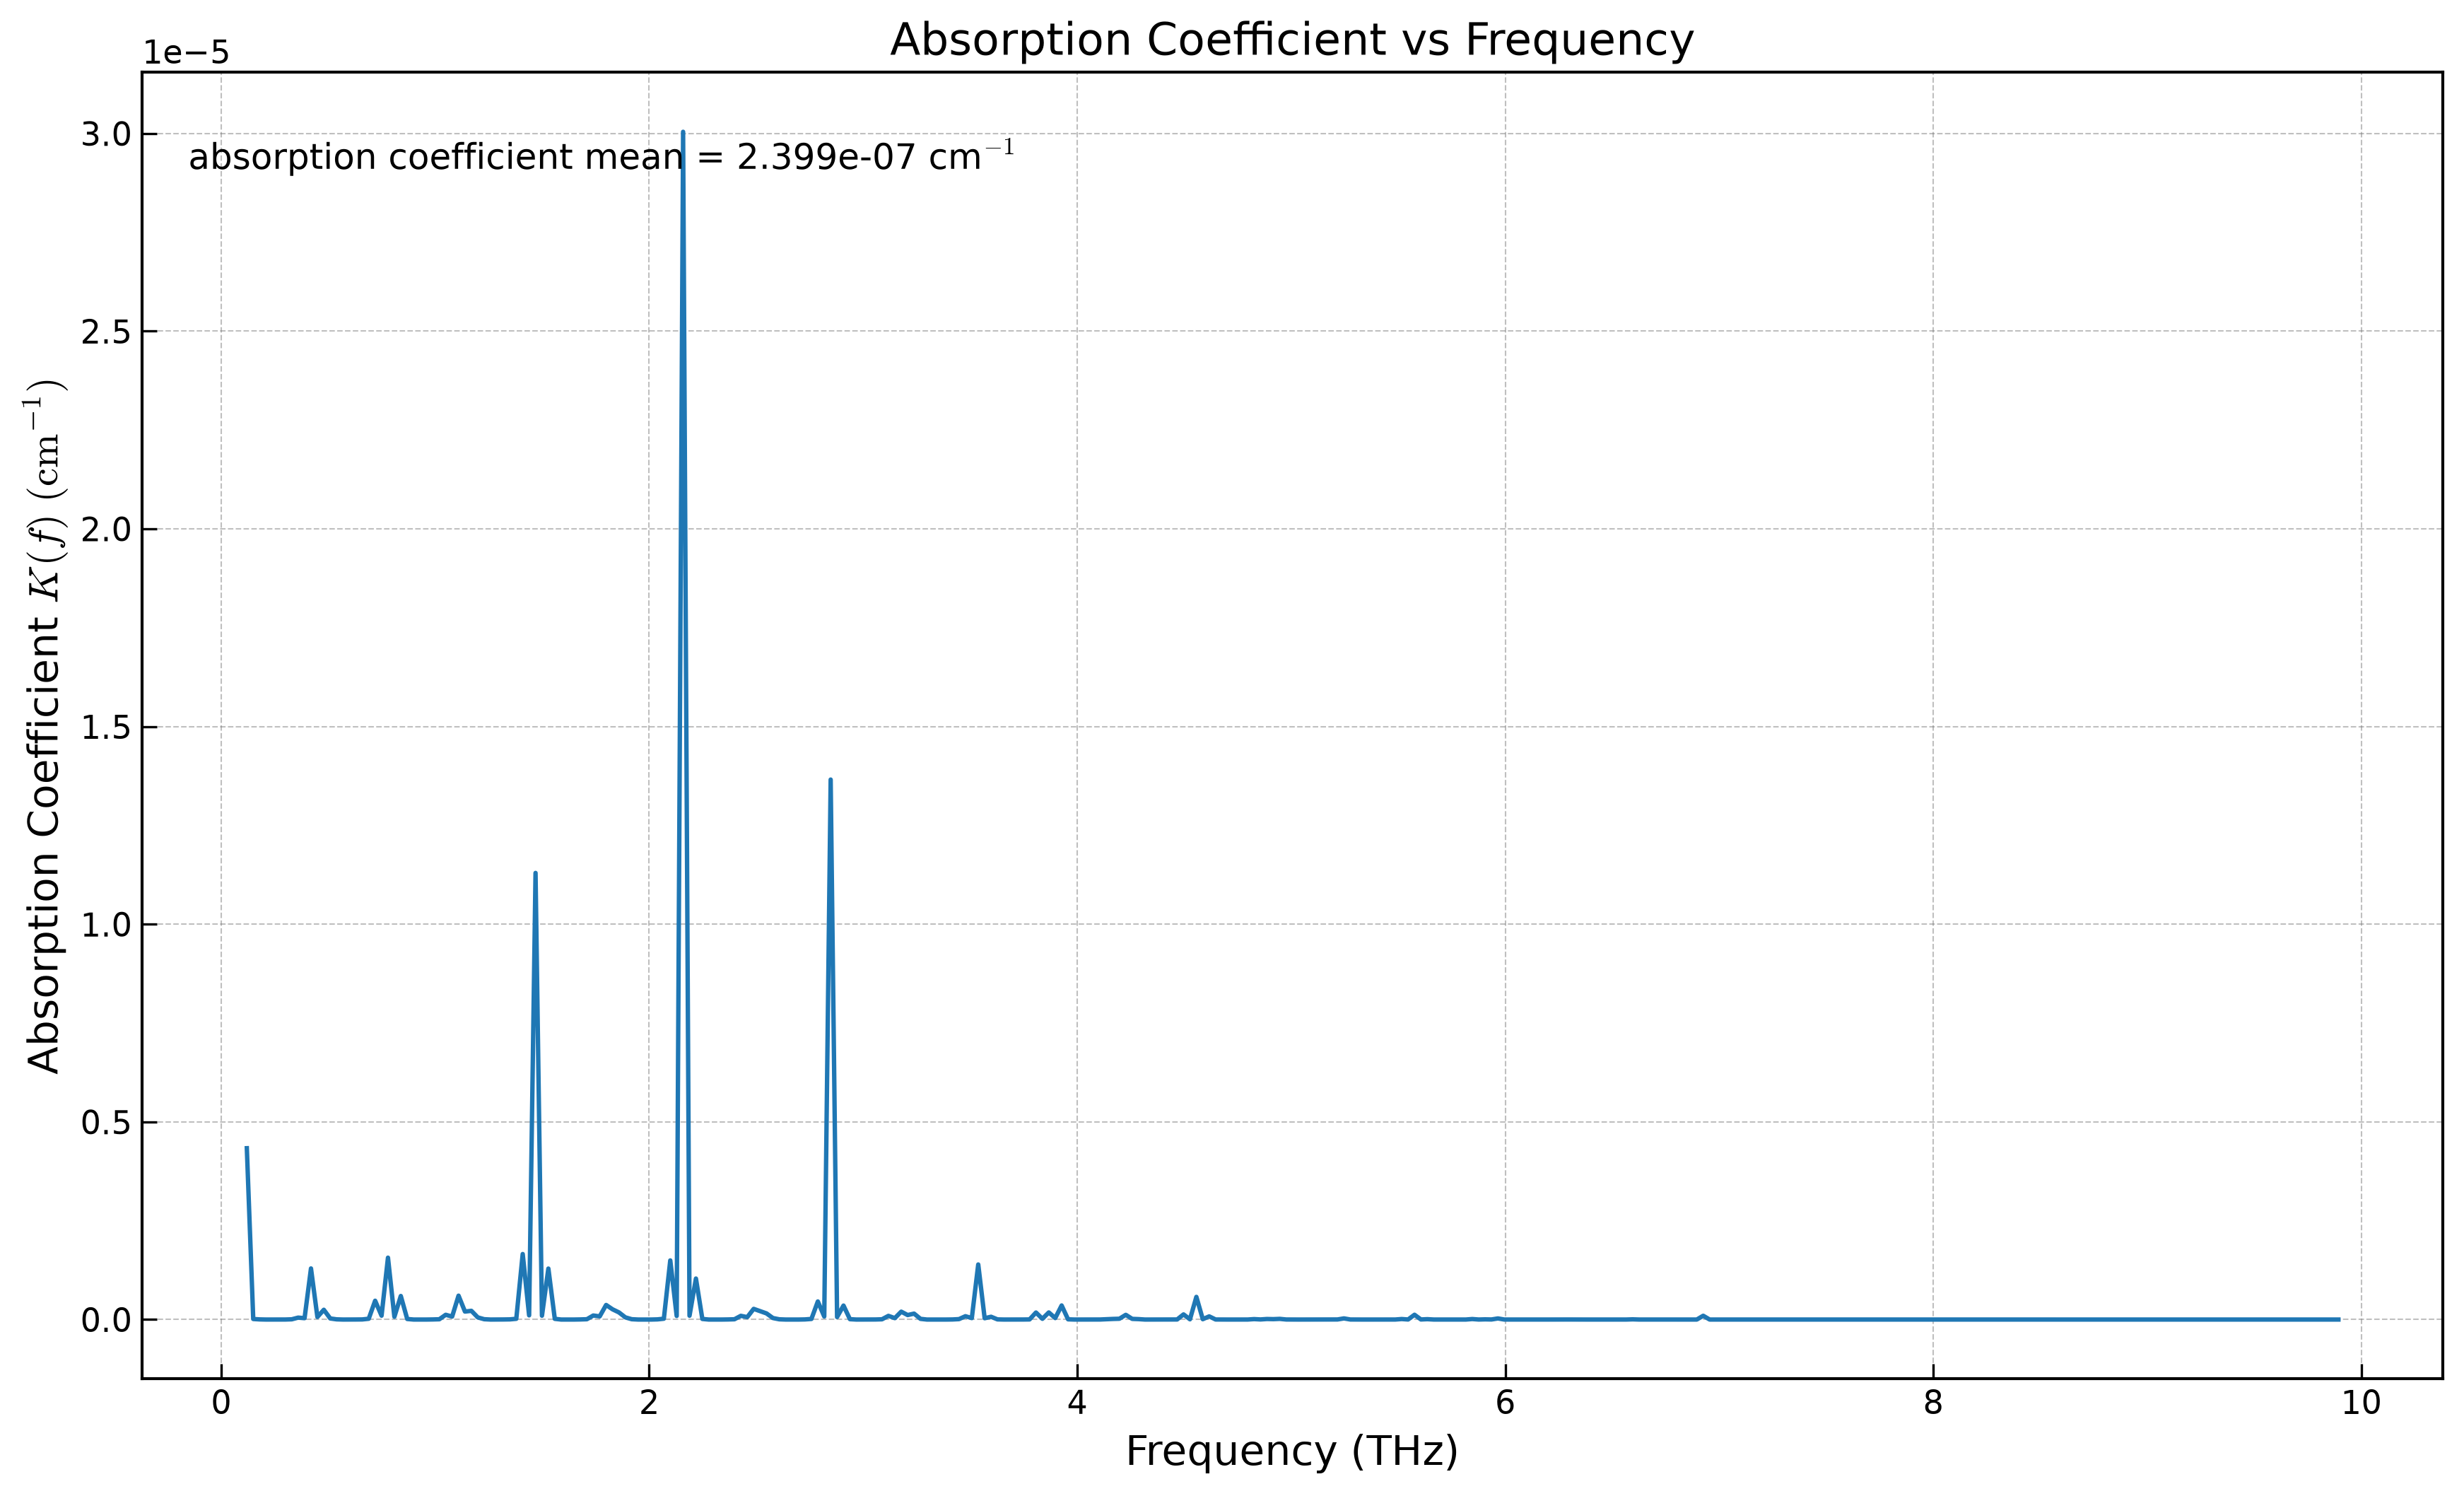 Absorption Coefficient vs Frequency
1e−5
absorption coefficient mean = 2.399e-07 cm⁻¹
3.0
2.5
2.0
1.5
1.0
0.5
0.0
Absorption Coefficient K(f) (cm⁻¹)
0 2 4 6 8 10
Frequency (THz)